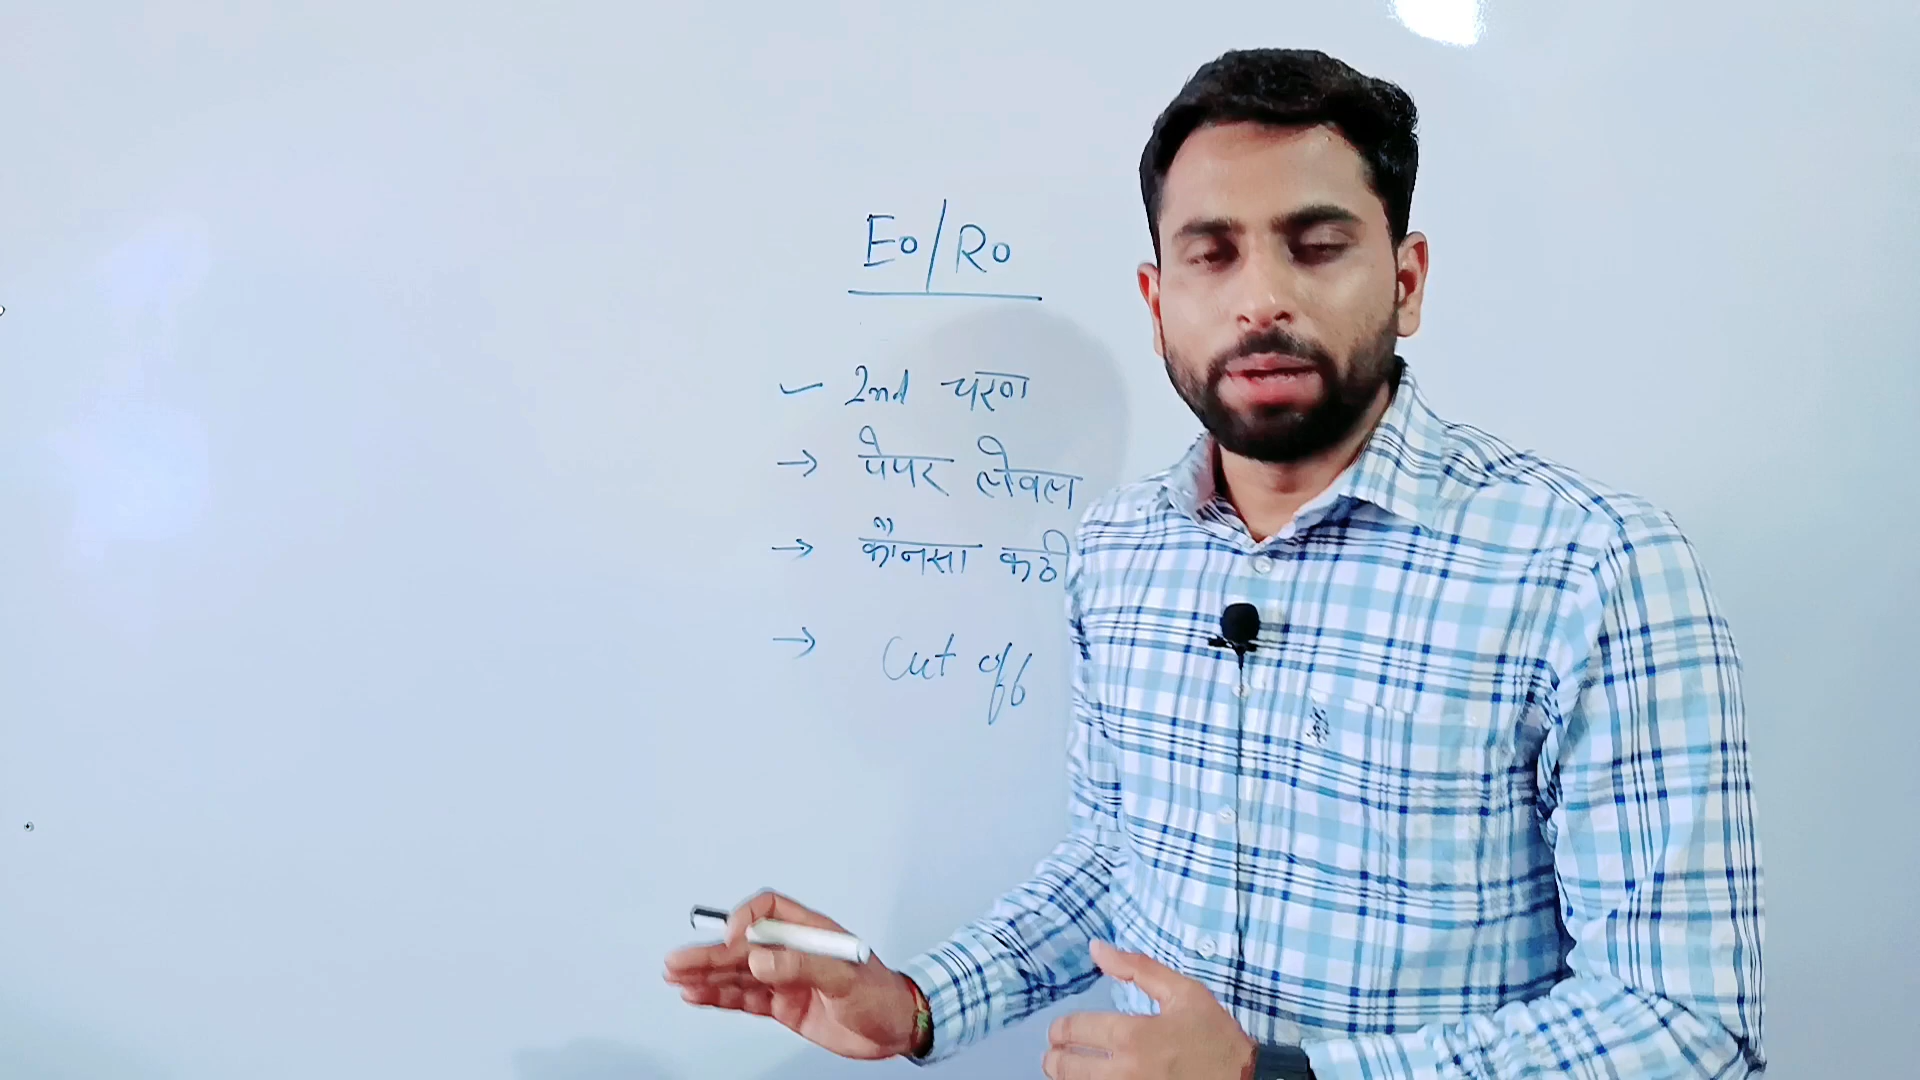 EO/RO
2nd चरण
→ पेपर लेवल
→ कौनसा कठी
→ Cut off